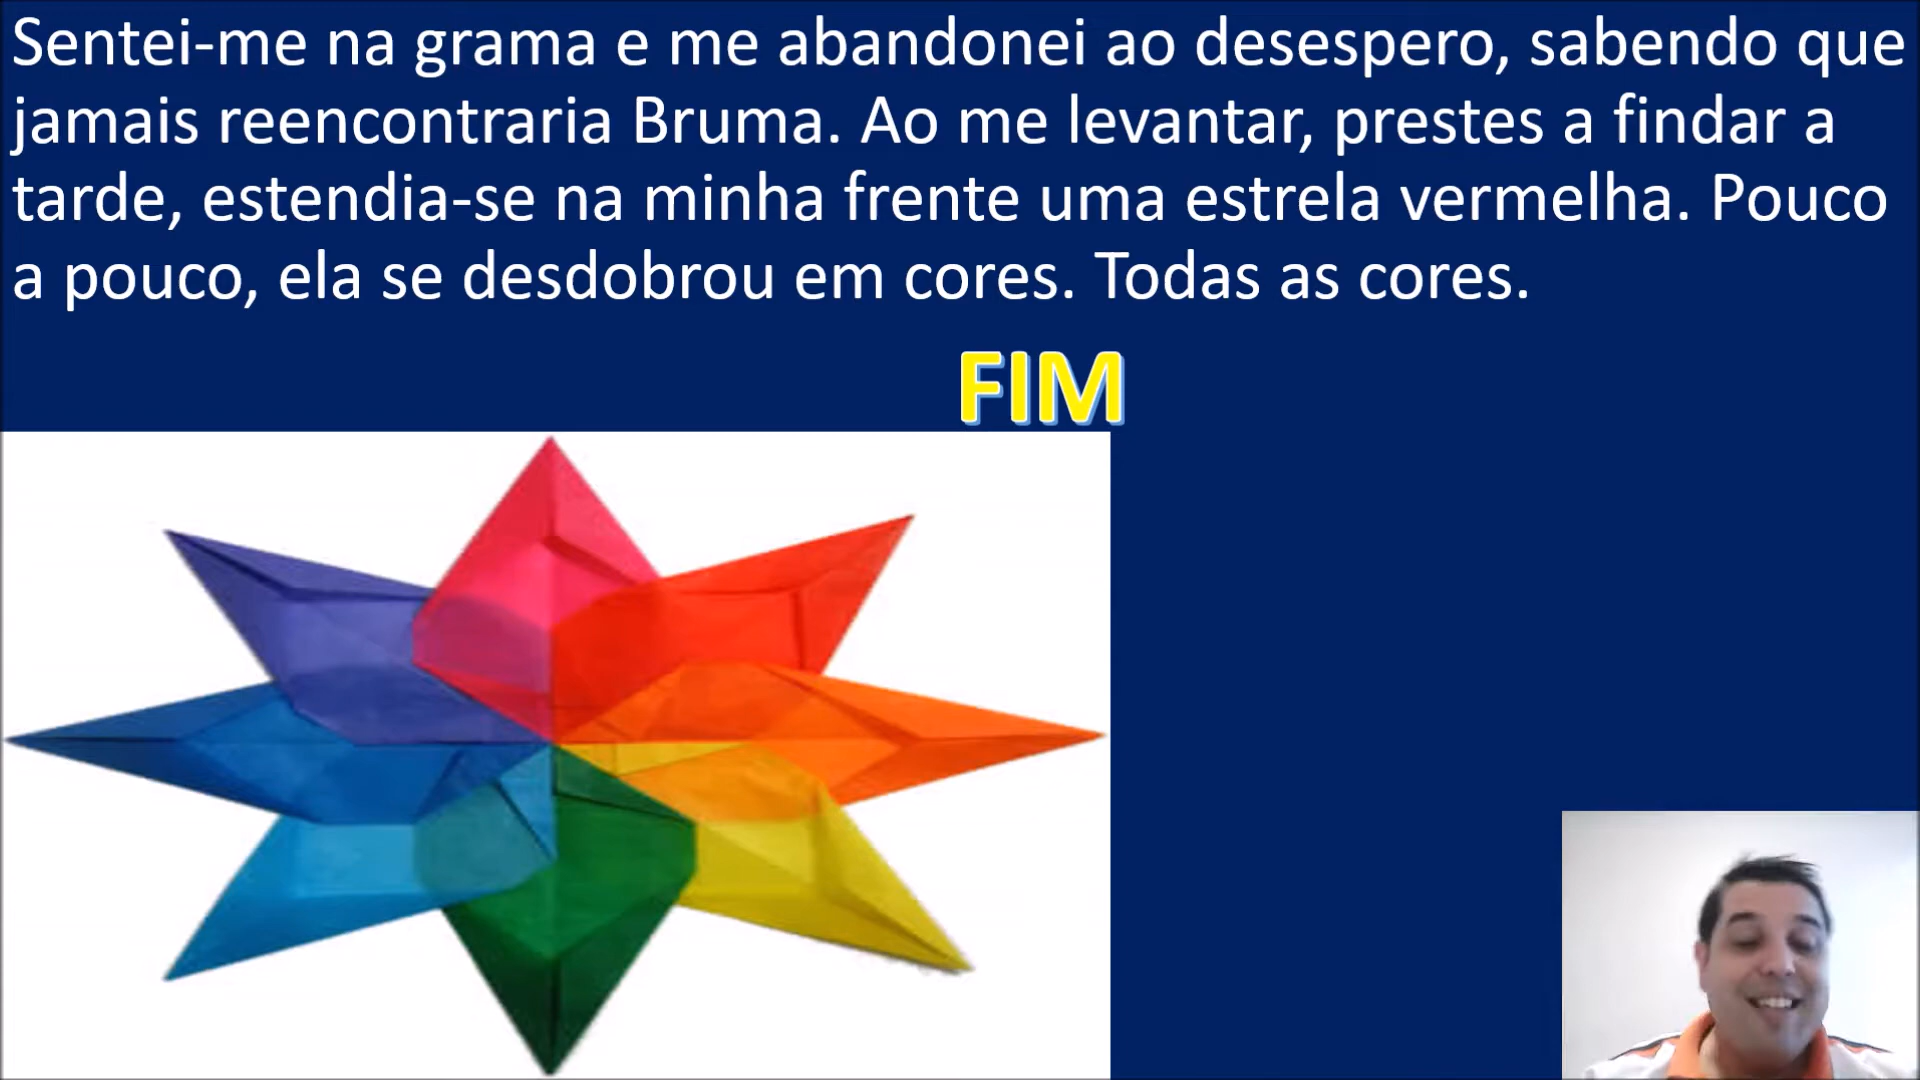 Sentei-me na grama e me abandonei ao desespero, sabendo que
jamais reencontraria Bruma. Ao me levantar, prestes a findar a
tarde, estendia-se na minha frente uma estrela vermelha. Pouco
a pouco, ela se desdobrou em cores. Todas as cores.
FIM